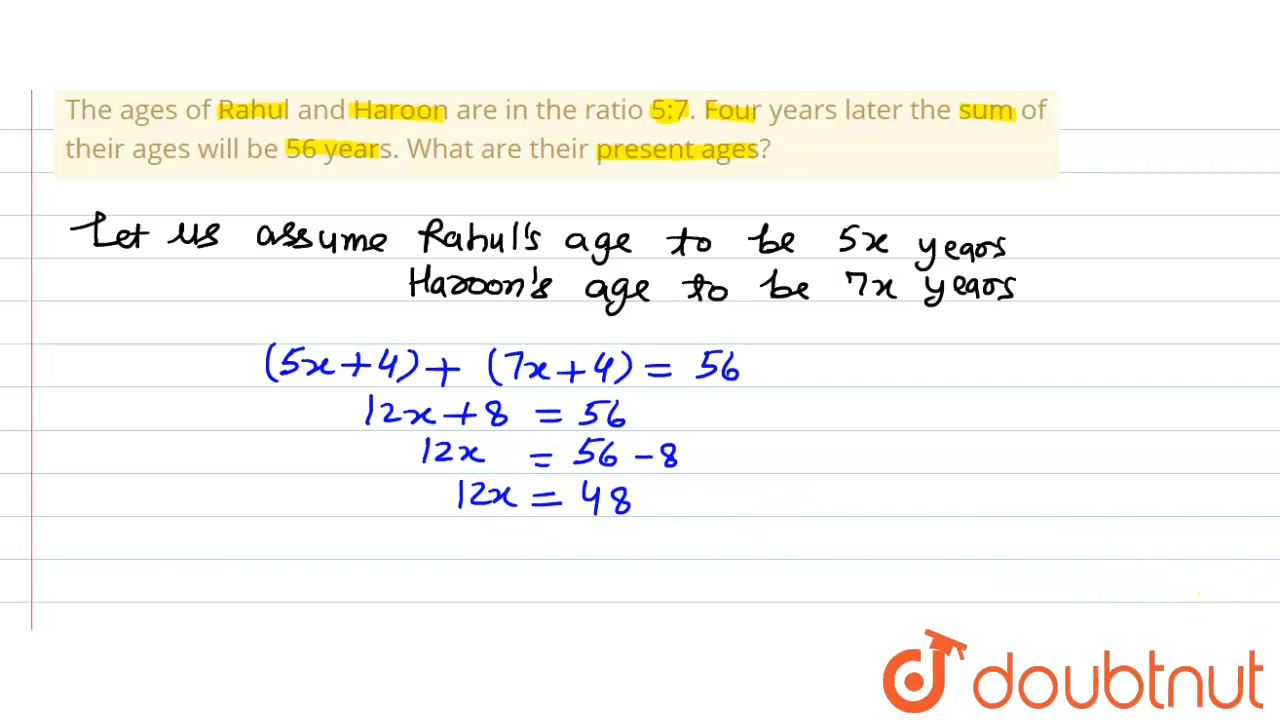 The ages of Rahul and Haroon are in the ratio 5:7. Four years later the sum of
their ages will be 56 years. What are their present ages?
Let us assume Rahul's age to be 5x years
Haroon's age to be 7x years
(5x+4)+(7x+4)=56
12x+8=56
12x=56-8
12x=48
doubtnut